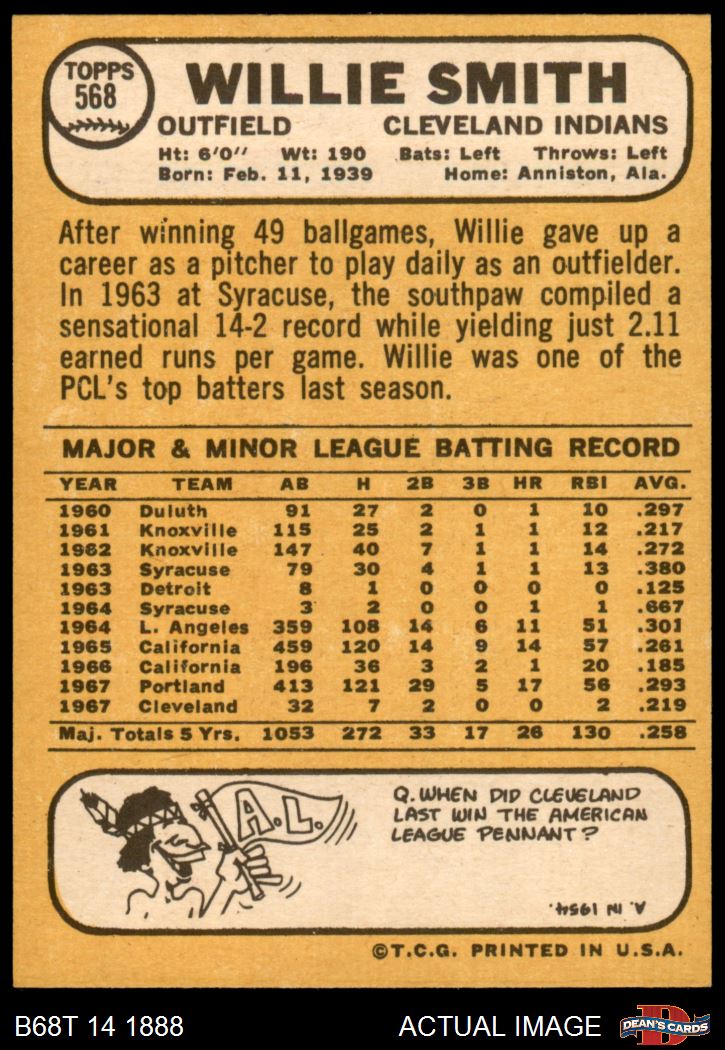 TOPPS
568
WILLIE SMITH
OUTFIELD CLEVELAND INDIANS
Ht: 6'0'' Wt: 190 Bats: Left Throws: Left
Born: Feb. 11, 1939 Home: Anniston, Ala.
After winning 49 ballgames, Willie gave up a
career as a pitcher to play daily as an outfielder.
In 1963 at Syracuse, the southpaw compiled a
sensational 14-2 record while yielding just 2.11
earned runs per game. Willie was one of the
PCL's top batters last season.
MAJOR & MINOR LEAGUE BATTING RECORD
YEAR TEAM AB H 2B 3B HR RBI AVG.
1960 Duluth 91 27 2 0 1 10 .297
1961 Knoxville 115 25 2 1 1 12 .217
1962 Knoxville 147 40 7 1 1 14 .272
1963 Syracuse 79 30 4 1 1 13 .380
1963 Detroit 8 1 0 0 0 0 .125
1964 Syracuse 3 2 0 0 1 1 .667
1964 L. Angeles 359 108 14 6 11 51 .301
1965 California 459 120 14 9 14 57 .261
1966 California 196 36 3 2 1 20 .185
1967 Portland 413 121 29 5 17 56 .293
1967 Cleveland 32 7 2 0 0 2 .219
Maj. Totals 5 Yrs. 1053 272 33 17 26 130 .258
A.L.
Q. WHEN DID CLEVELAND
LAST WIN THE AMERICAN
LEAGUE PENNANT?
A. IN 1954.
©T.C.G. PRINTED IN U.S.A.
B68T 14 1888 ACTUAL IMAGE D DEAN'S CARDS